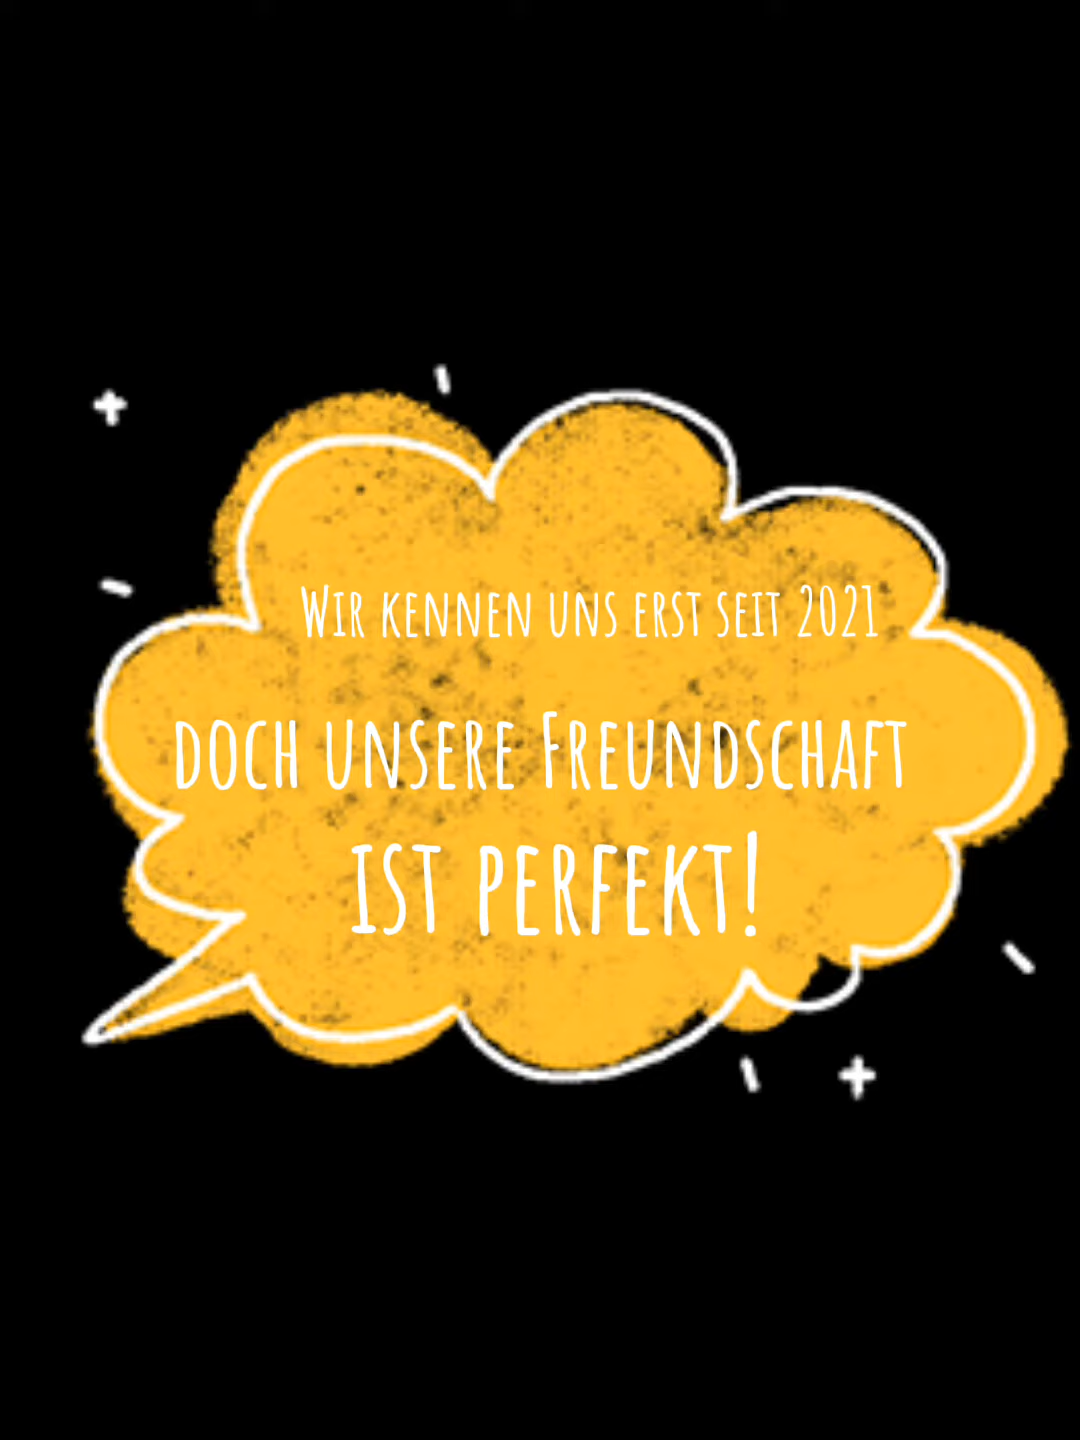 Wir kennen uns erst seit 2021
doch unsere Freundschaft
ist perfekt!